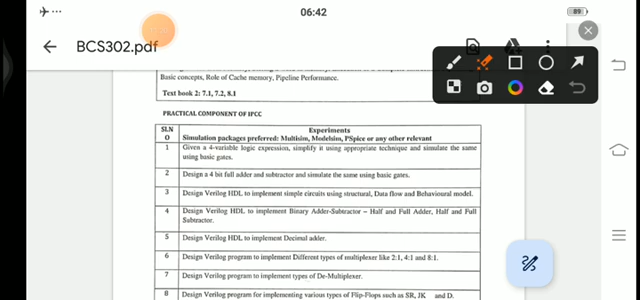 06:42
89
BCS302.pdf
Basic concepts, Role of Cache memory, Pipeline Performance.
Text book 2: 7.1, 7.2, 8.1
PRACTICAL COMPONENT OF IPCC
SI.N
O
Experiments
Simulation packages preferred: Multisim, Modelsim, PSpice or any other relevant
1 Given a 4-variable logic expression, simplify it using appropriate technique and simulate the same
using basic gates.
2 Design a 4 bit full adder and subtractor and simulate the same using basic gates.
3 Design Verilog HDL to implement simple circuits using structural, Data flow and Behavioural model.
4 Design Verilog HDL to implement Binary Adder-Subtractor – Half and Full Adder, Half and Full
Subtractor.
5 Design Verilog HDL to implement Decimal adder.
6 Design Verilog program to implement Different types of multiplexer like 2:1, 4:1 and 8:1.
7 Design Verilog program to implement types of De-Multiplexer.
8 Design Verilog program for implementing various types of Flip-Flops such as SR, JK and D.